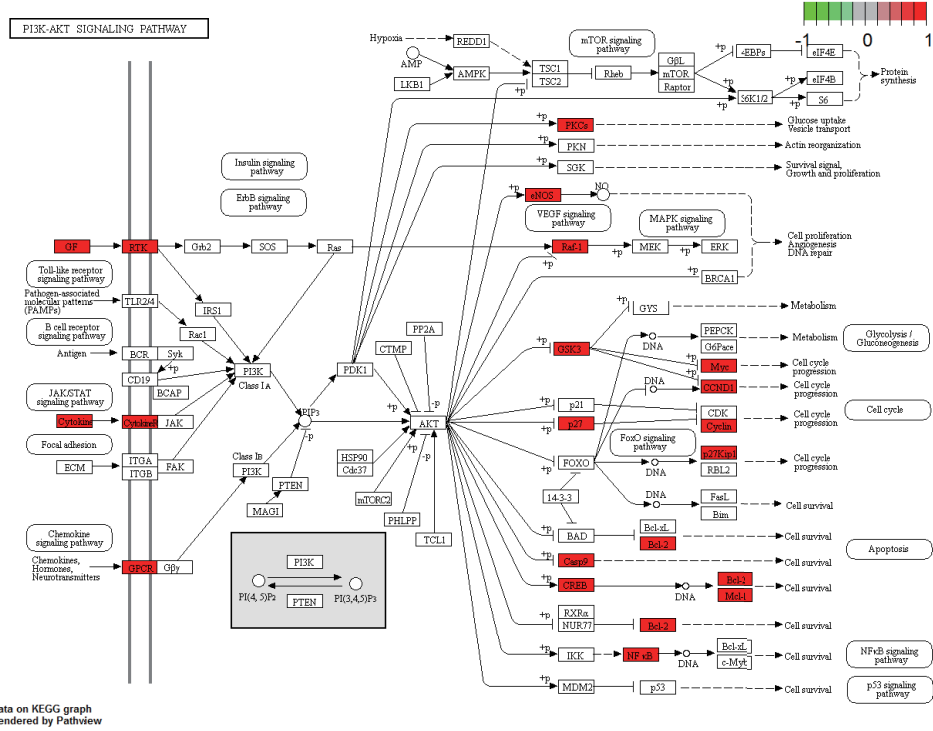 PI3K-AKT SIGNALING PATHWAY
-1 0 1
Hypoxia
REDD1
mTOR signaling
pathway
AMP
LKB1
AMPK
TSC1
TSC2
Rheb
GβL
mTOR
Raptor
+p
4EBPs
eIF4E
eIF4B
S6K1/2
S6
Protein
synthesis
+p
PKCs
Glucose uptake
Vesicle transport
PKN
Actin reorganization
SGK
Survival signal,
Growth and proliferation
Insulin signaling
pathway
ErbB signaling
pathway
+p
eNOS
NO
VEGF signaling
pathway
MAPK signaling
pathway
GF
RTK
Grb2
SOS
Ras
Raf-1
+p
MEK
+p
ERK
Cell proliferation
Angiogenesis
DNA repair
+p
BRCA1
Toll-like receptor
signaling pathway
Pathogen-associated
molecular patterns
(PAMPs)
TLR2/4
IRS1
Rac1
B cell receptor
signaling pathway
Antigen
BCR
Syk
+p
CD19
BCAP
PI3K
Class IA
PP2A
CTMP
PDK1
+p
GYS
Metabolism
GSK3
DNA
PEPCK
G6Pace
Metabolism
Glycolysis /
Gluconeogenesis
Myc
Cell cycle
progression
DNA
CCND1
Cell cycle
progression
JAK/STAT
signaling pathway
Cytokine
CytokineR
JAK
PIP3
-p
AKT
+p
-p
p21
p27
CDK
Cyclin
Cell cycle
progression
Cell cycle
Focal adhesion
ECM
ITGA
ITGB
FAK
Class IB
PI3K
PTEN
MAGI
HSP90
Cdc37
mTORC2
PHLPP
TCL1
FoxO signaling
pathway
FOXO
DNA
p27Kip1
RBL2
Cell cycle
progression
14-3-3
DNA
FasL
Bim
Cell survival
Chemokine
signaling pathway
Chemokines,
Hormones,
Neurotransmitters
GPCR
Gβγ
PI3K
PI(4, 5)P2
PI(3,4,5)P3
PTEN
+p
BAD
Bcl-xL
Bcl-2
Cell survival
Apoptosis
+p
Casp9
Cell survival
+p
CREB
DNA
Bcl-2
Mcl-1
Cell survival
+p
RXRα
NUR77
Bcl-2
Cell survival
+p
IKK
NFκB
DNA
Bcl-xL
c-Myt
Cell survival
NFκB signaling
pathway
+p
MDM2
p53
Cell survival
p53 signaling
pathway
ata on KEGG graph
endered by Pathview